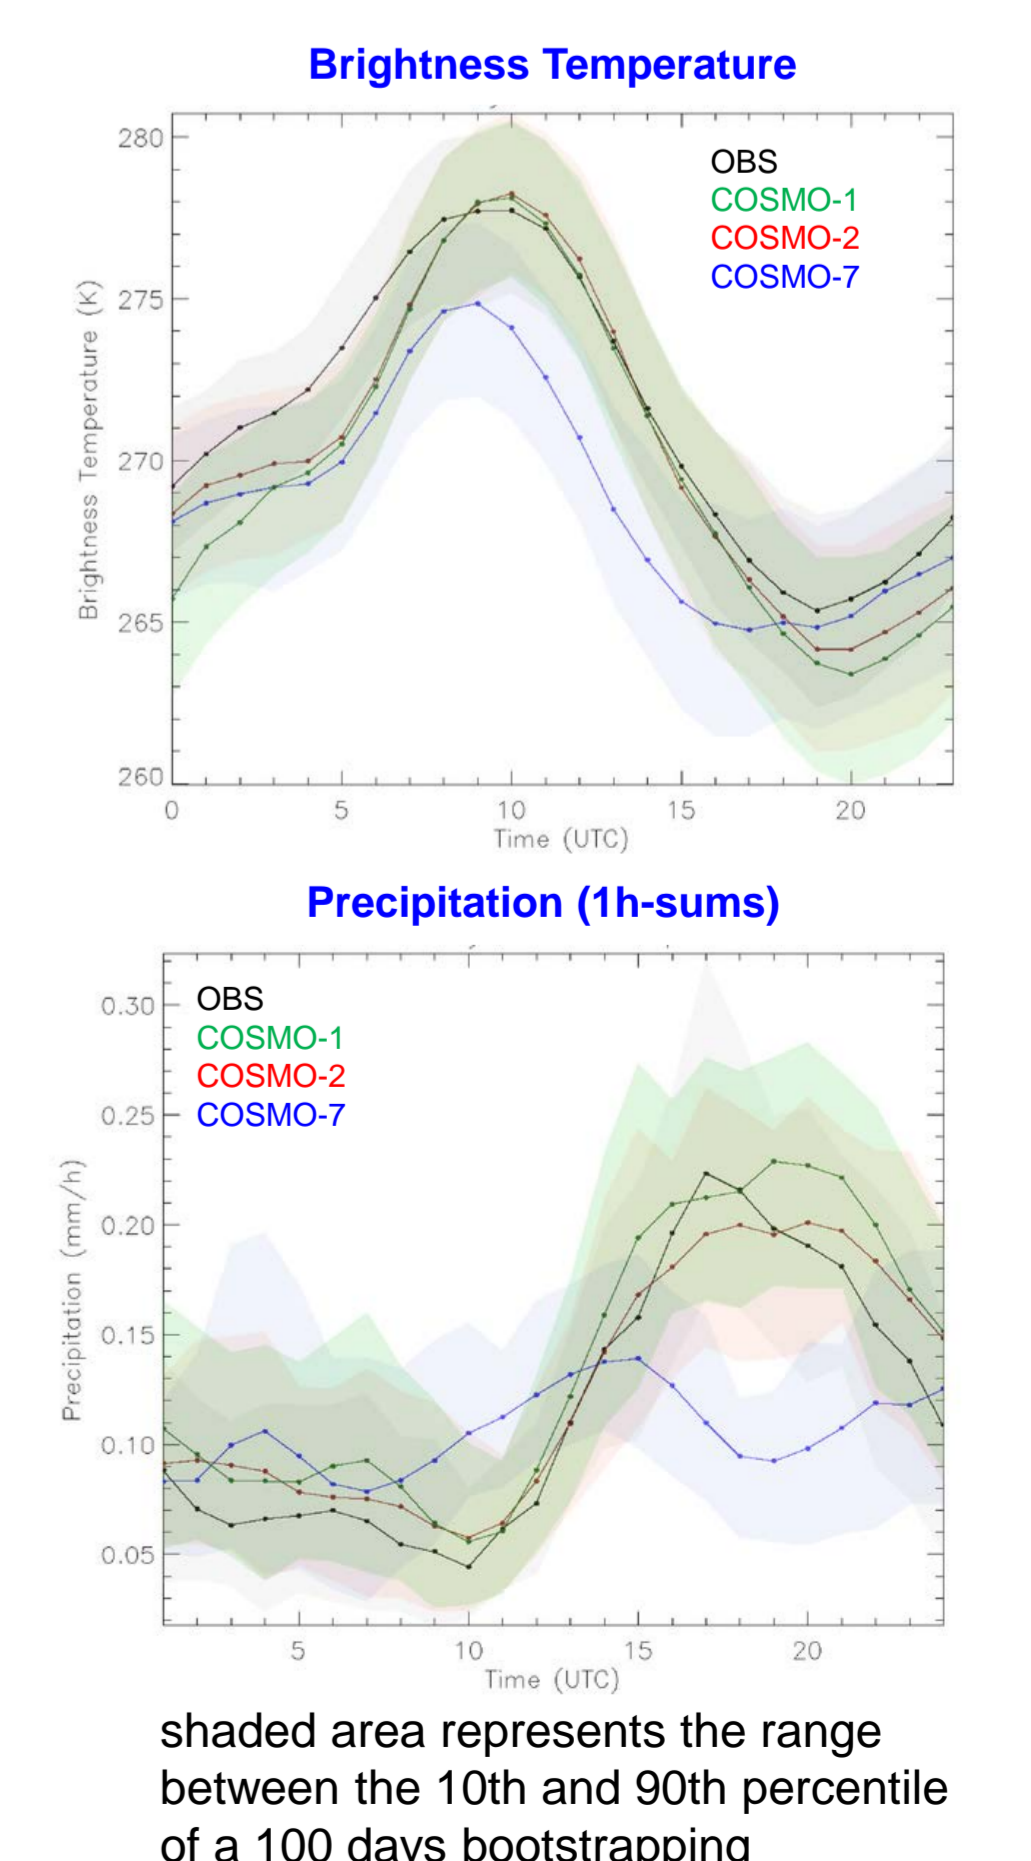 Brightness Temperature
280
275
270
265
260
Brightness Temperature (K)
OBS
COSMO-1
COSMO-2
COSMO-7
0 5 10 15 20
Time (UTC)
Precipitation (1h-sums)
0.30
0.25
0.20
0.15
0.10
0.05
Precipitation (mm/h)
OBS
COSMO-1
COSMO-2
COSMO-7
5 10 15 20
Time (UTC)
shaded area represents the range
between the 10th and 90th percentile
of a 100 days bootstrapping